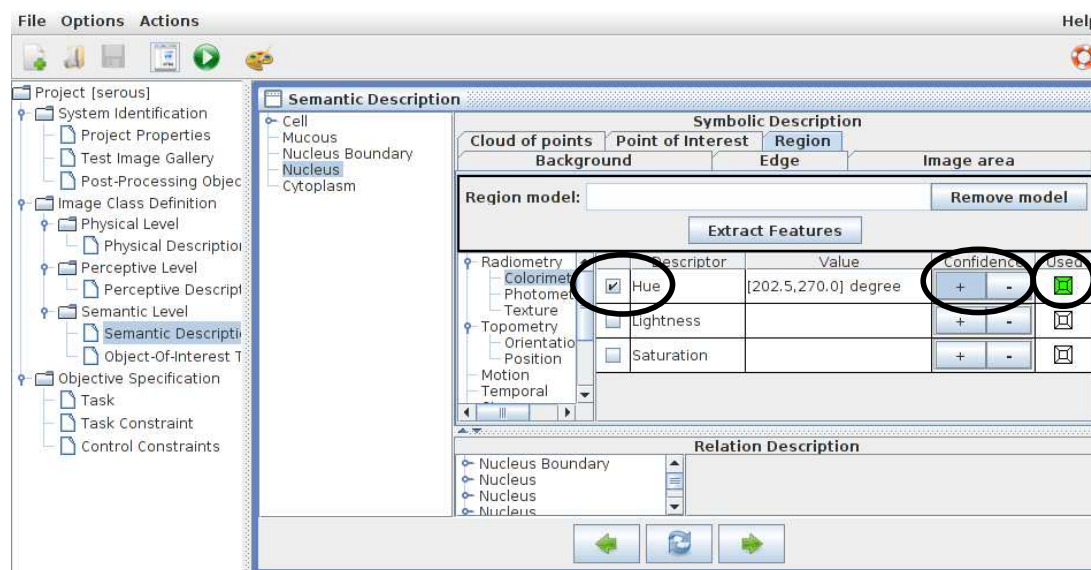 File Options Actions Help
Project [serous]
System Identification
Project Properties
Test Image Gallery
Post-Processing Objec
Image Class Definition
Physical Level
Physical Description
Perceptive Level
Perceptive Descript
Semantic Level
Semantic Descripti
Object-Of-Interest T
Objective Specification
Task
Task Constraint
Control Constraints
Semantic Description
Cell
Mucous
Nucleus Boundary
Nucleus
Cytoplasm
Symbolic Description
Cloud of points Point of Interest Region
Background Edge Image area
Region model: Remove model
Extract Features
Radiometry
Colorimet
Photomet
Texture
Topometry
Orientatio
Position
Motion
Temporal
Descriptor Value Confidence Used
Hue [202.5,270.0] degree + -
Lightness + -
Saturation + -
Relation Description
Nucleus Boundary
Nucleus
Nucleus
Nucleus